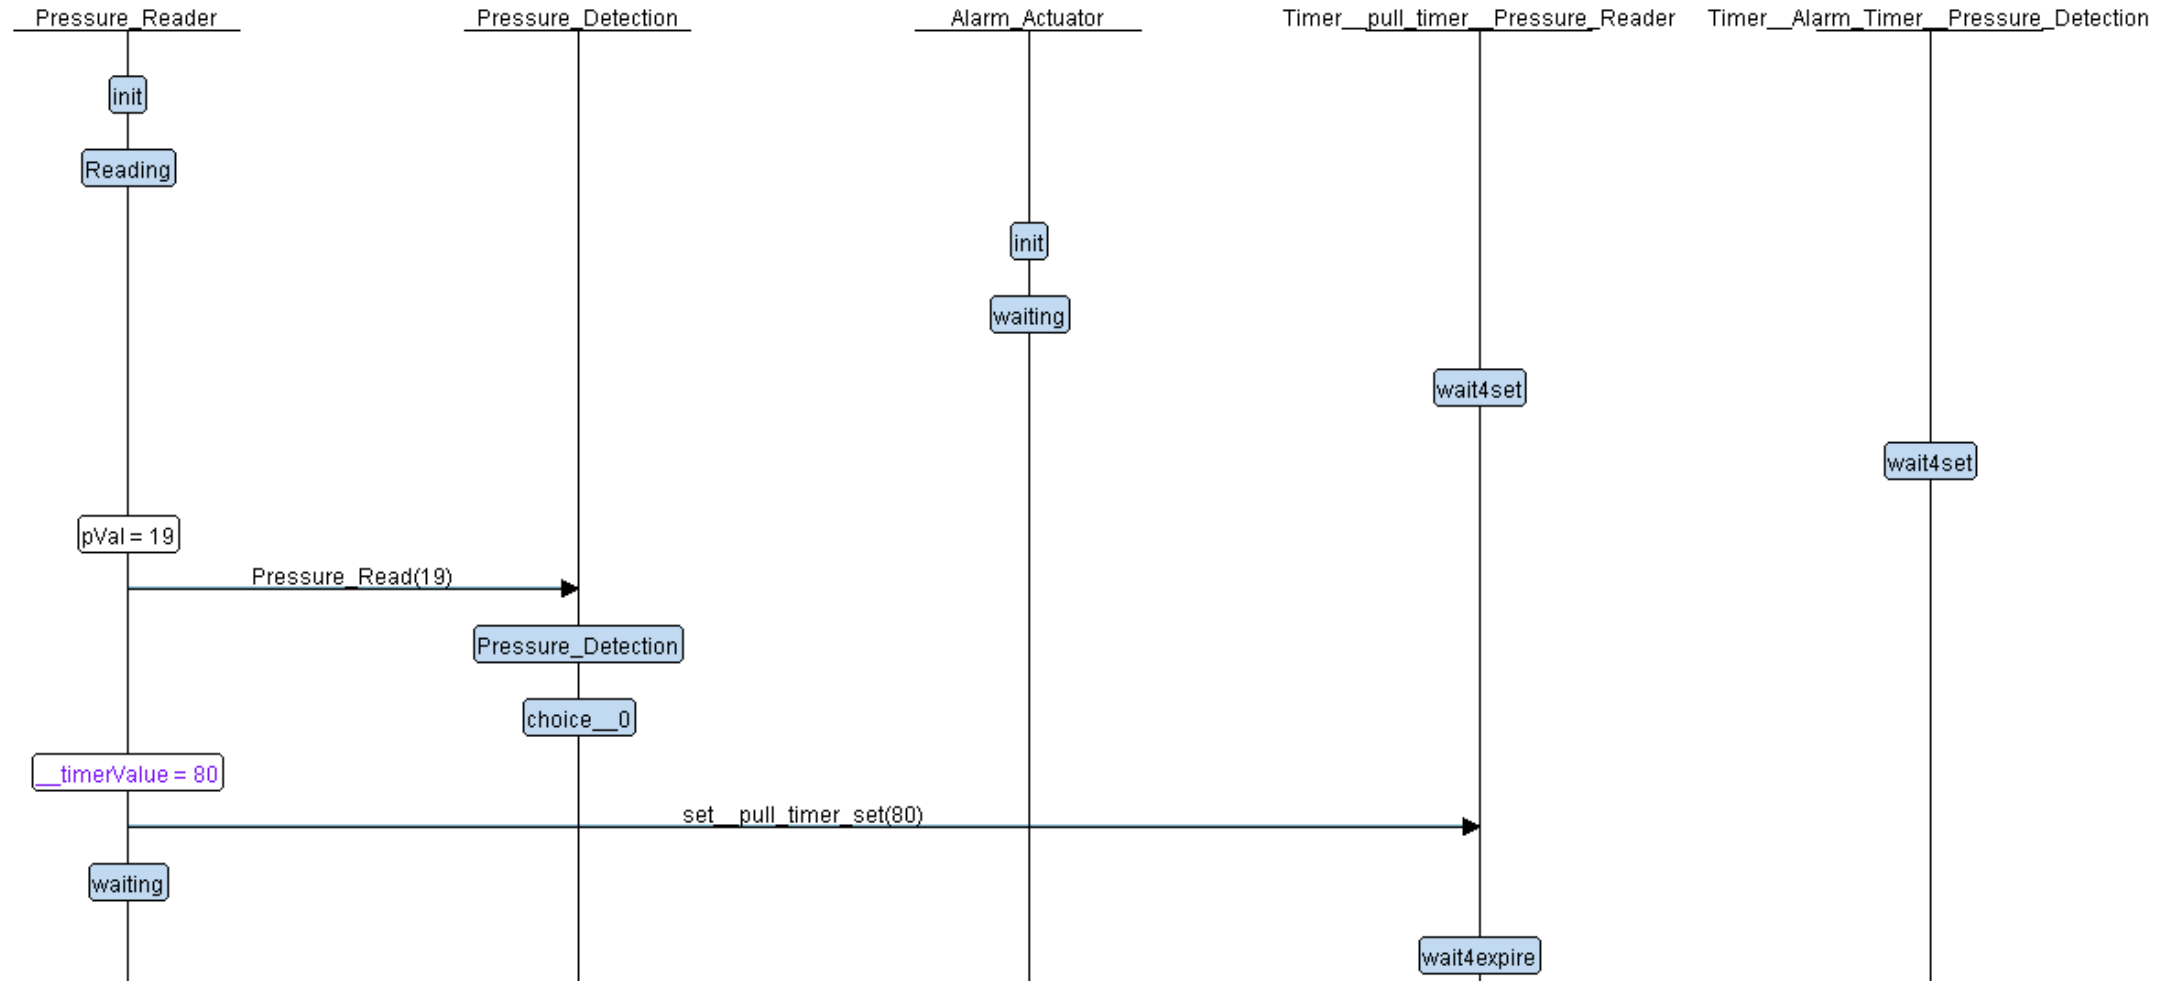 Pressure_Reader
Pressure_Detection
Alarm_Actuator
Timer__pull_timer__Pressure_Reader
Timer__Alarm_Timer__Pressure_Detection
init
Reading
init
waiting
wait4set
wait4set
pVal = 19
Pressure_Read(19)
Pressure_Detection
choice__0
__timerValue = 80
set__pull_timer_set(80)
waiting
wait4expire